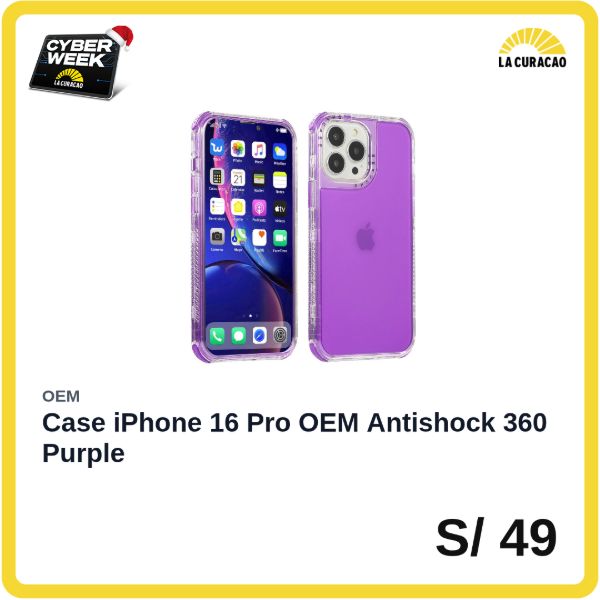 CYBER
WEEK
LA CURACAO
LA CURACAO
OEM
Case iPhone 16 Pro OEM Antishock 360
Purple
S/ 49